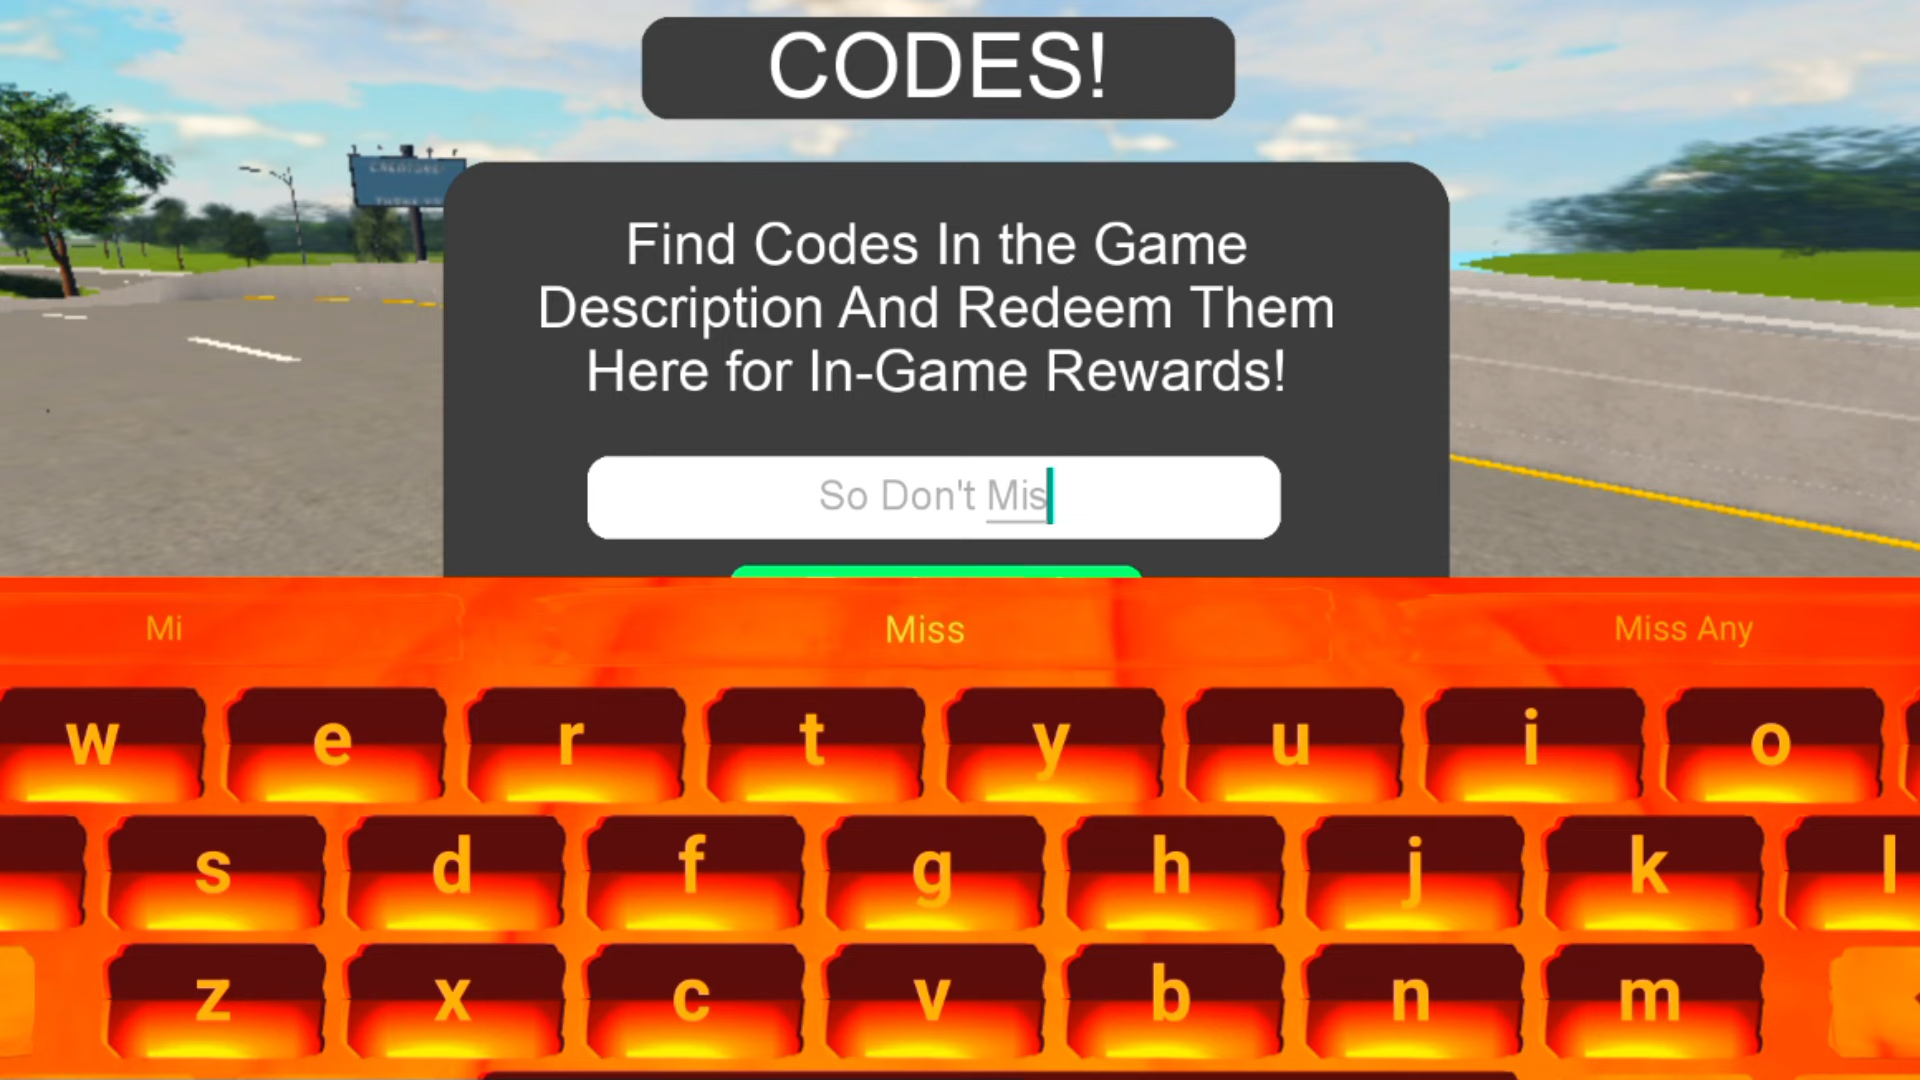 CODES!
Find Codes In the Game
Description And Redeem Them
Here for In-Game Rewards!
So Don't Mis
Mi Miss Miss Any
w e r t y u i o
s d f g h j k l
z x c v b n m